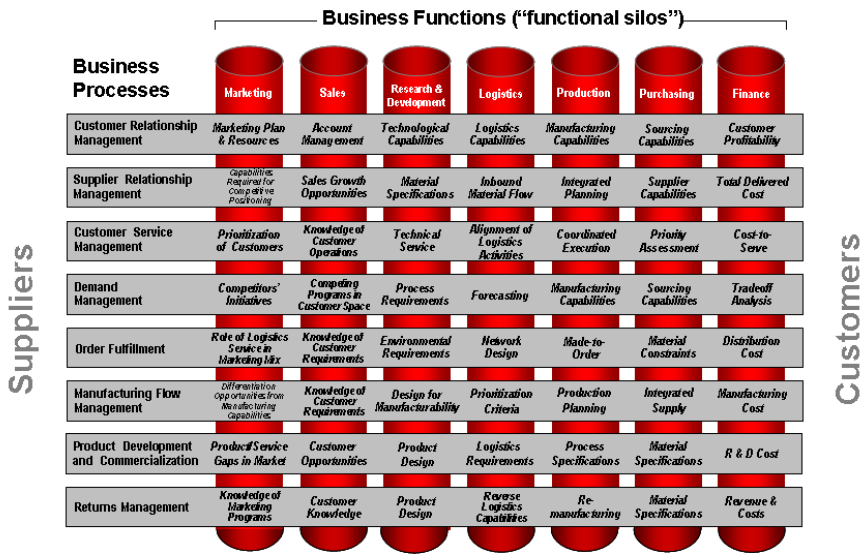 Business Functions (“functional silos”)
Business
Processes
Marketing
Sales
Research &
Development
Logistics
Production
Purchasing
Finance
Suppliers
Customers
Customer Relationship
Management
Marketing Plan
& Resources
Account
Management
Technological
Capabilities
Logistics
Capabilities
Manufacturing
Capabilities
Sourcing
Capabilities
Customer
Profitability
Supplier Relationship
Management
Capabilities
Required for
Competitive
Positioning
Sales Growth
Opportunities
Material
Specifications
Inbound
Material Flow
Integrated
Planning
Supplier
Capabilities
Total Delivered
Cost
Customer Service
Management
Prioritization
of Customers
Knowledge of
Customer
Operations
Technical
Service
Alignment of
Logistics
Activities
Coordinated
Execution
Priority
Assessment
Cost-to-
Serve
Demand
Management
Competitors'
Initiatives
Competing
Programs in
Customer Space
Process
Requirements
Forecasting
Manufacturing
Capabilities
Sourcing
Capabilities
Tradeoff
Analysis
Order Fulfillment
Role of Logistics
Service in
Marketing Mix
Knowledge of
Customer
Requirements
Environmental
Requirements
Network
Design
Made-to-
Order
Material
Constraints
Distribution
Cost
Manufacturing Flow
Management
Differentiation
Opportunities from
Manufacturing
Capabilities
Knowledge of
Customer
Requirements
Design for
Manufacturability
Prioritization
Criteria
Production
Planning
Integrated
Supply
Manufacturing
Cost
Product Development
and Commercialization
Product/Service
Gaps in Market
Customer
Opportunities
Product
Design
Logistics
Requirements
Process
Specifications
Material
Specifications
R & D Cost
Returns Management
Knowledge of
Marketing
Programs
Customer
Knowledge
Product
Design
Reverse
Logistics
Capabilities
Re-
manufacturing
Material
Specifications
Revenue &
Costs